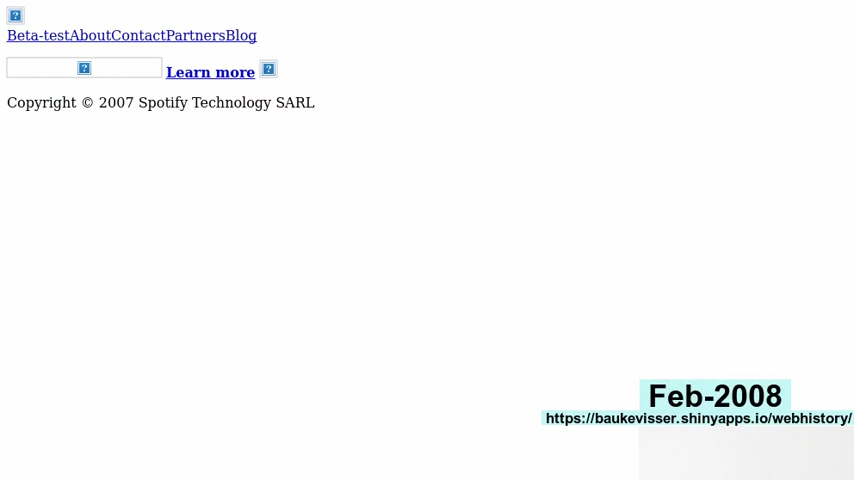 Beta-testAboutContactPartnersBlog
Learn more
Copyright © 2007 Spotify Technology SARL
Feb-2008
https://baukevisser.shinyapps.io/webhistory/